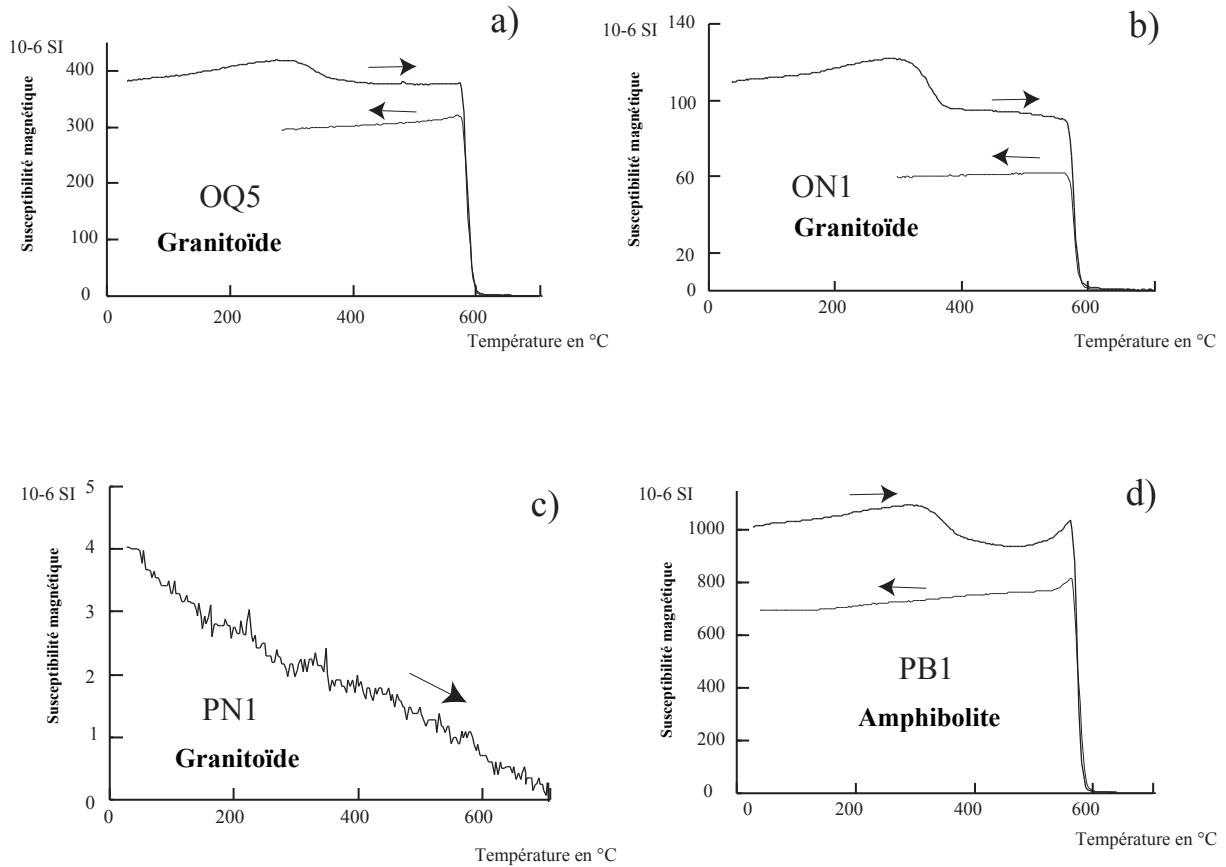 a)
10-6 SI
Susceptibilité magnétique
400
300
300
100
0
OQ5
Granitoïde
0
200
400
600
Température en °C
b)
10-6 SI
Susceptibilité magnétique
140
100
60
20
0
ON1
Granitoïde
0
200
400
600
Température en °C
c)
10-6 SI
Susceptibilité magnétique
5
4
3
2
1
0
PN1
Granitoïde
200
400
600
Température en °C
d)
10-6 SI
Susceptibilité magnétique
1000
800
600
400
200
0
PB1
Amphibolite
0
200
400
600
Température en °C